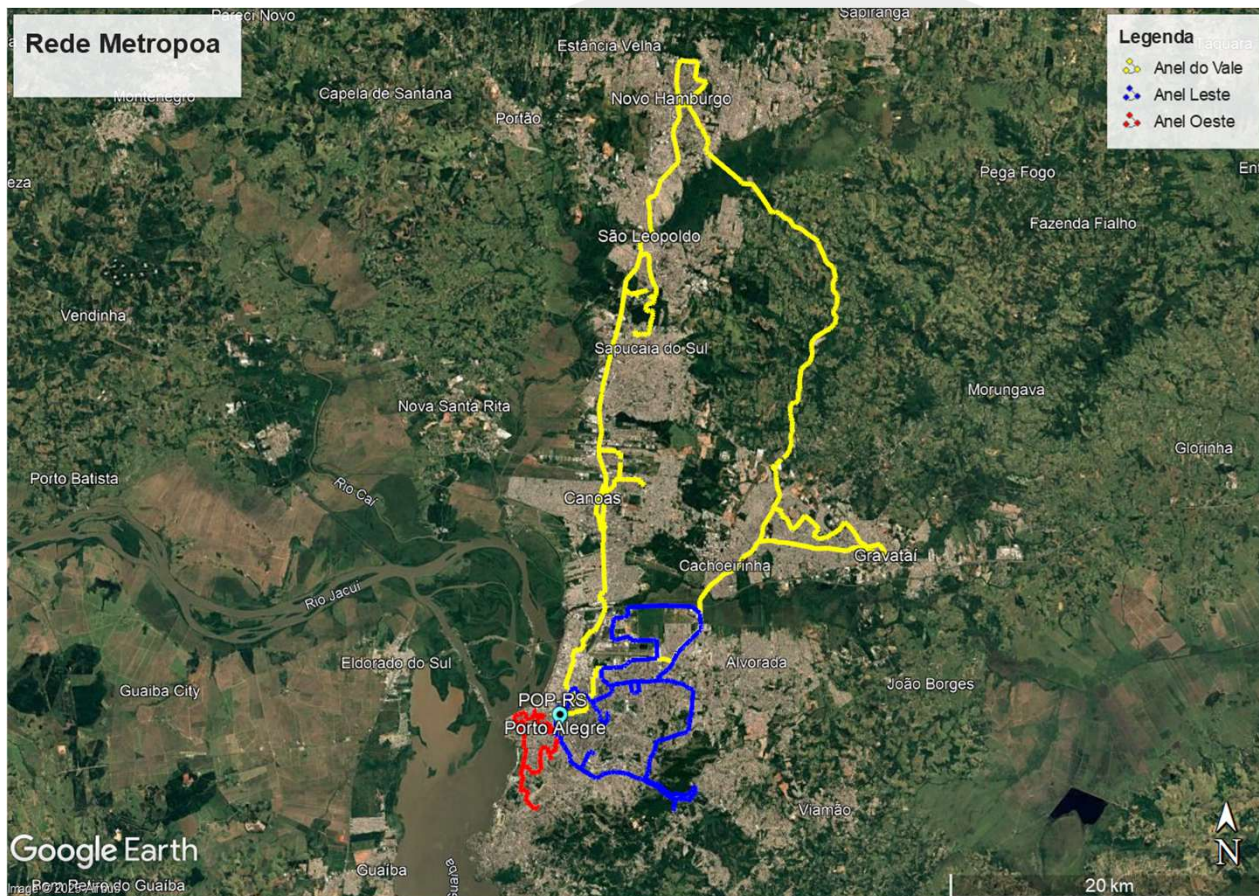 Pareci Novo
Sapiranga
Rede Metropoa
Legenda
Anel do Vale
Anel Leste
Anel Oeste
Estância Velha
Montenegro
Capela de Santana
Novo Hamburgo
Portão
Pega Fogo
Fazenda Fialho
São Leopoldo
Vendinha
Sapucaia do Sul
Morungava
Nova Santa Rita
Glorinha
Porto Batista
Rio Caí
Canoas
Gravataí
Cachoeirinha
Rio Jacuí
Eldorado do Sul
Alvorada
Guaiba City
João Borges
POP-RS
Porto Alegre
Viamão
Google Earth
N
Guaíba
20 km